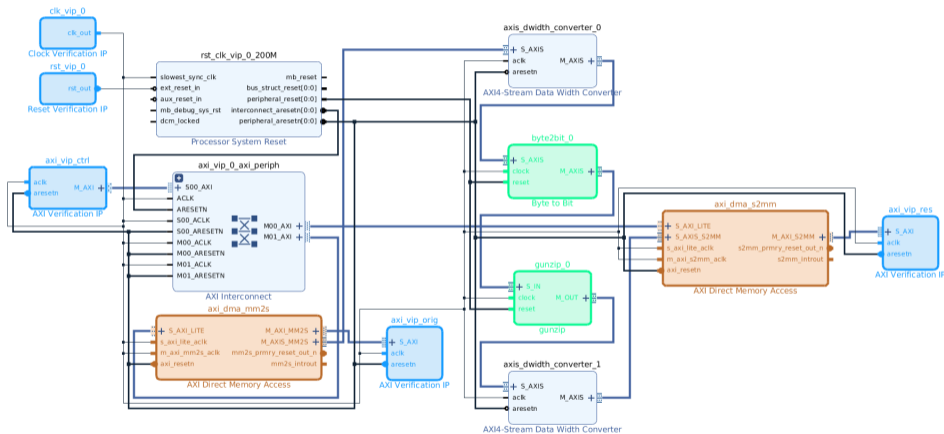 clk_vip_0
clk_out
Clock Verification IP
rst_vip_0
rst_out
Reset Verification IP
rst_clk_vip_0_200M
slowest_sync_clk
ext_reset_in
aux_reset_in
mb_debug_sys_rst
dcm_locked
mb_reset
bus_struct_reset[0:0]
peripheral_reset[0:0]
interconnect_aresetn[0:0]
peripheral_aresetn[0:0]
Processor System Reset
axi_vip_ctrl
aclk
aresetn
M_AXI
AXI Verification IP
axi_vip_0_axi_periph
S00_AXI
ACLK
ARESETN
S00_ACLK
S00_ARESETN
M00_ACLK
M00_ARESETN
M01_ACLK
M01_ARESETN
M00_AXI
M01_AXI
AXI Interconnect
axi_dma_mm2s
S_AXI_LITE
s_axi_lite_aclk
m_axi_mm2s_aclk
axi_resetn
M_AXI_MM2S
M_AXIS_MM2S
mm2s_prmry_reset_out_n
mm2s_introut
AXI Direct Memory Access
axi_vip_orig
S_AXI
aclk
aresetn
AXI Verification IP
axis_dwidth_converter_0
S_AXIS
aclk
aresetn
M_AXIS
AXI4-Stream Data Width Converter
byte2bit_0
S_AXIS
clock
reset
M_AXIS
Byte to Bit
gunzip_0
S_IN
clock
reset
M_OUT
gunzip
axis_dwidth_converter_1
S_AXIS
aclk
aresetn
M_AXIS
AXI4-Stream Data Width Converter
axi_dma_s2mm
S_AXI_LITE
S_AXIS_S2MM
s_axi_lite_aclk
m_axi_s2mm_aclk
axi_resetn
M_AXI_S2MM
s2mm_prmry_reset_out_n
s2mm_introut
AXI Direct Memory Access
axi_vip_res
S_AXI
aclk
aresetn
AXI Verification IP